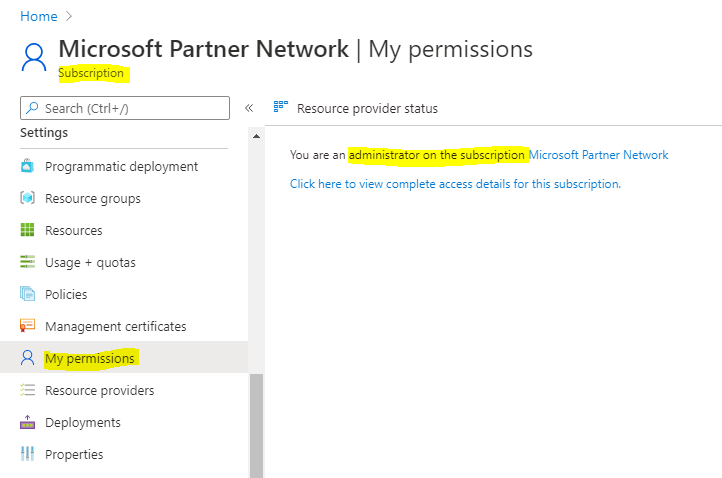 Home >
Microsoft Partner Network | My permissions
Subscription
Search (Ctrl+/)
«
Resource provider status
Settings
Programmatic deployment
Resource groups
Resources
Usage + quotas
Policies
Management certificates
My permissions
Resource providers
Deployments
Properties
You are an administrator on the subscription Microsoft Partner Network
Click here to view complete access details for this subscription.